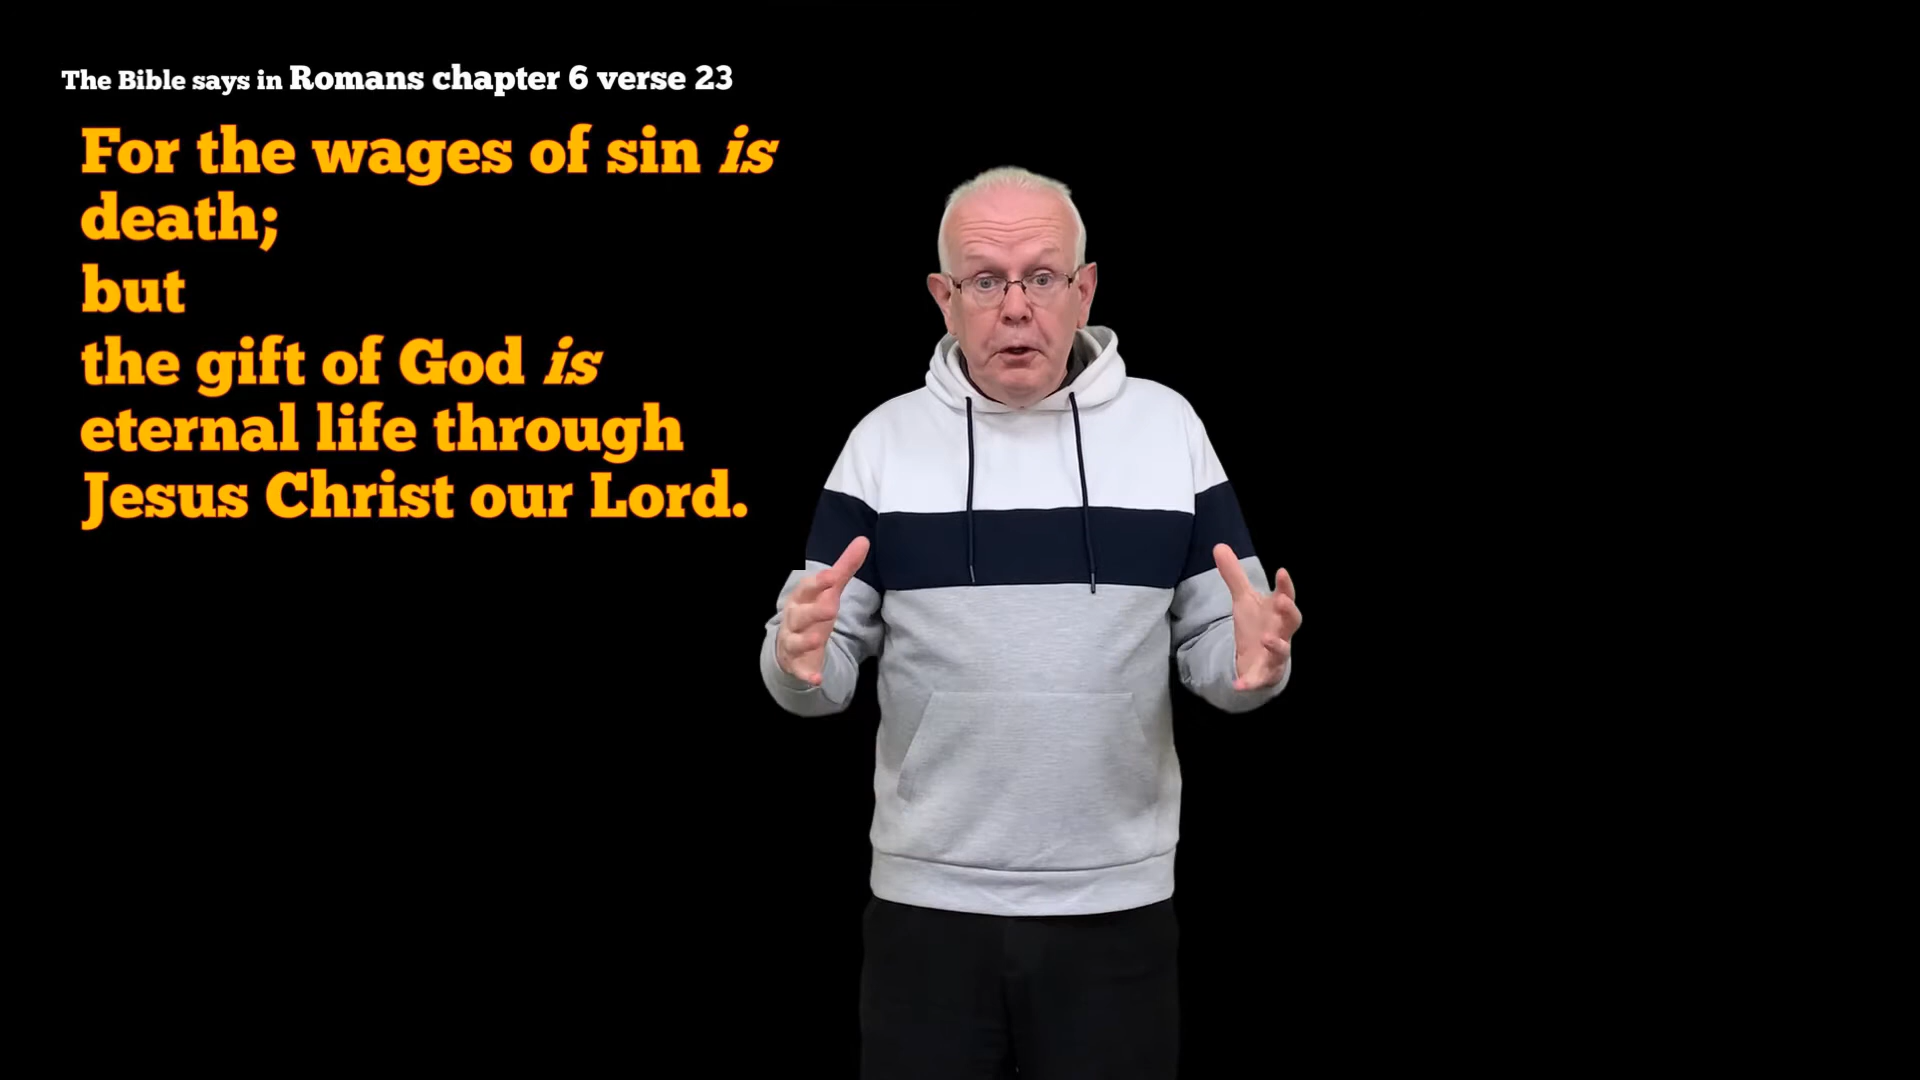 The Bible says in Romans chapter 6 verse 23
For the wages of sin is
death;
but
the gift of God is
eternal life through
Jesus Christ our Lord.